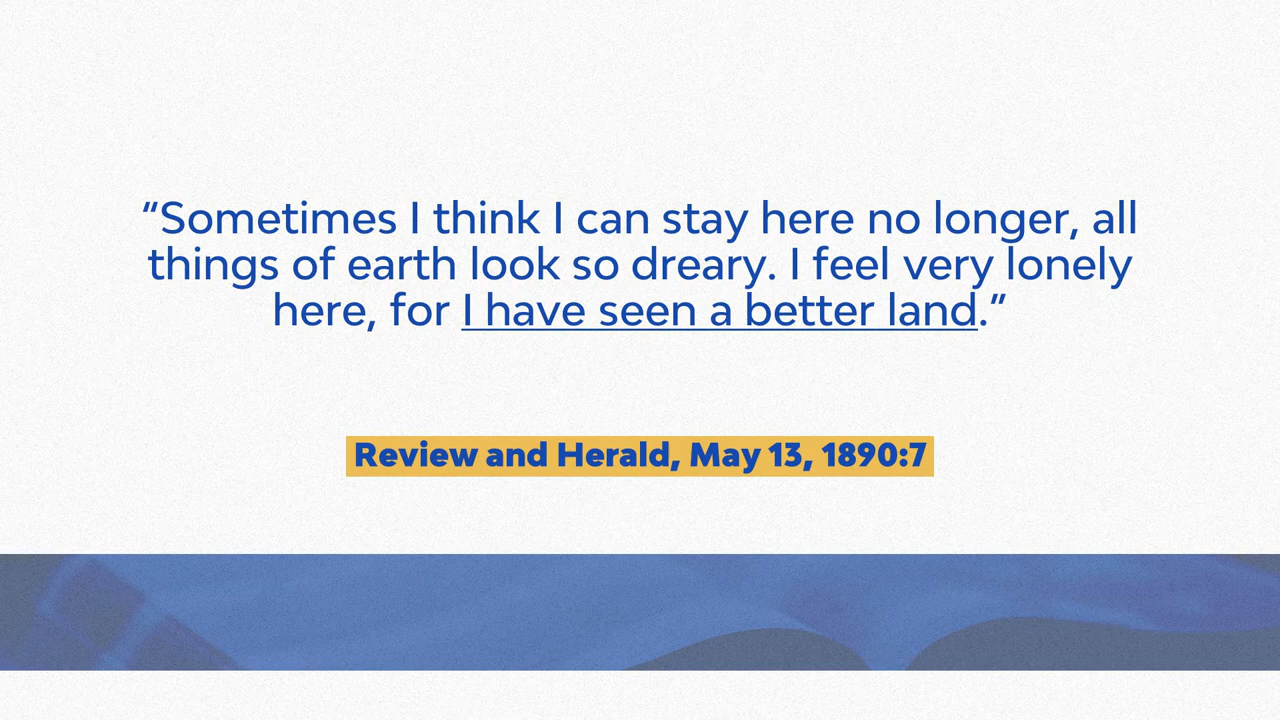 “Sometimes I think I can stay here no longer, all
things of earth look so dreary. I feel very lonely
here, for I have seen a better land.”
Review and Herald, May 13, 1890:7